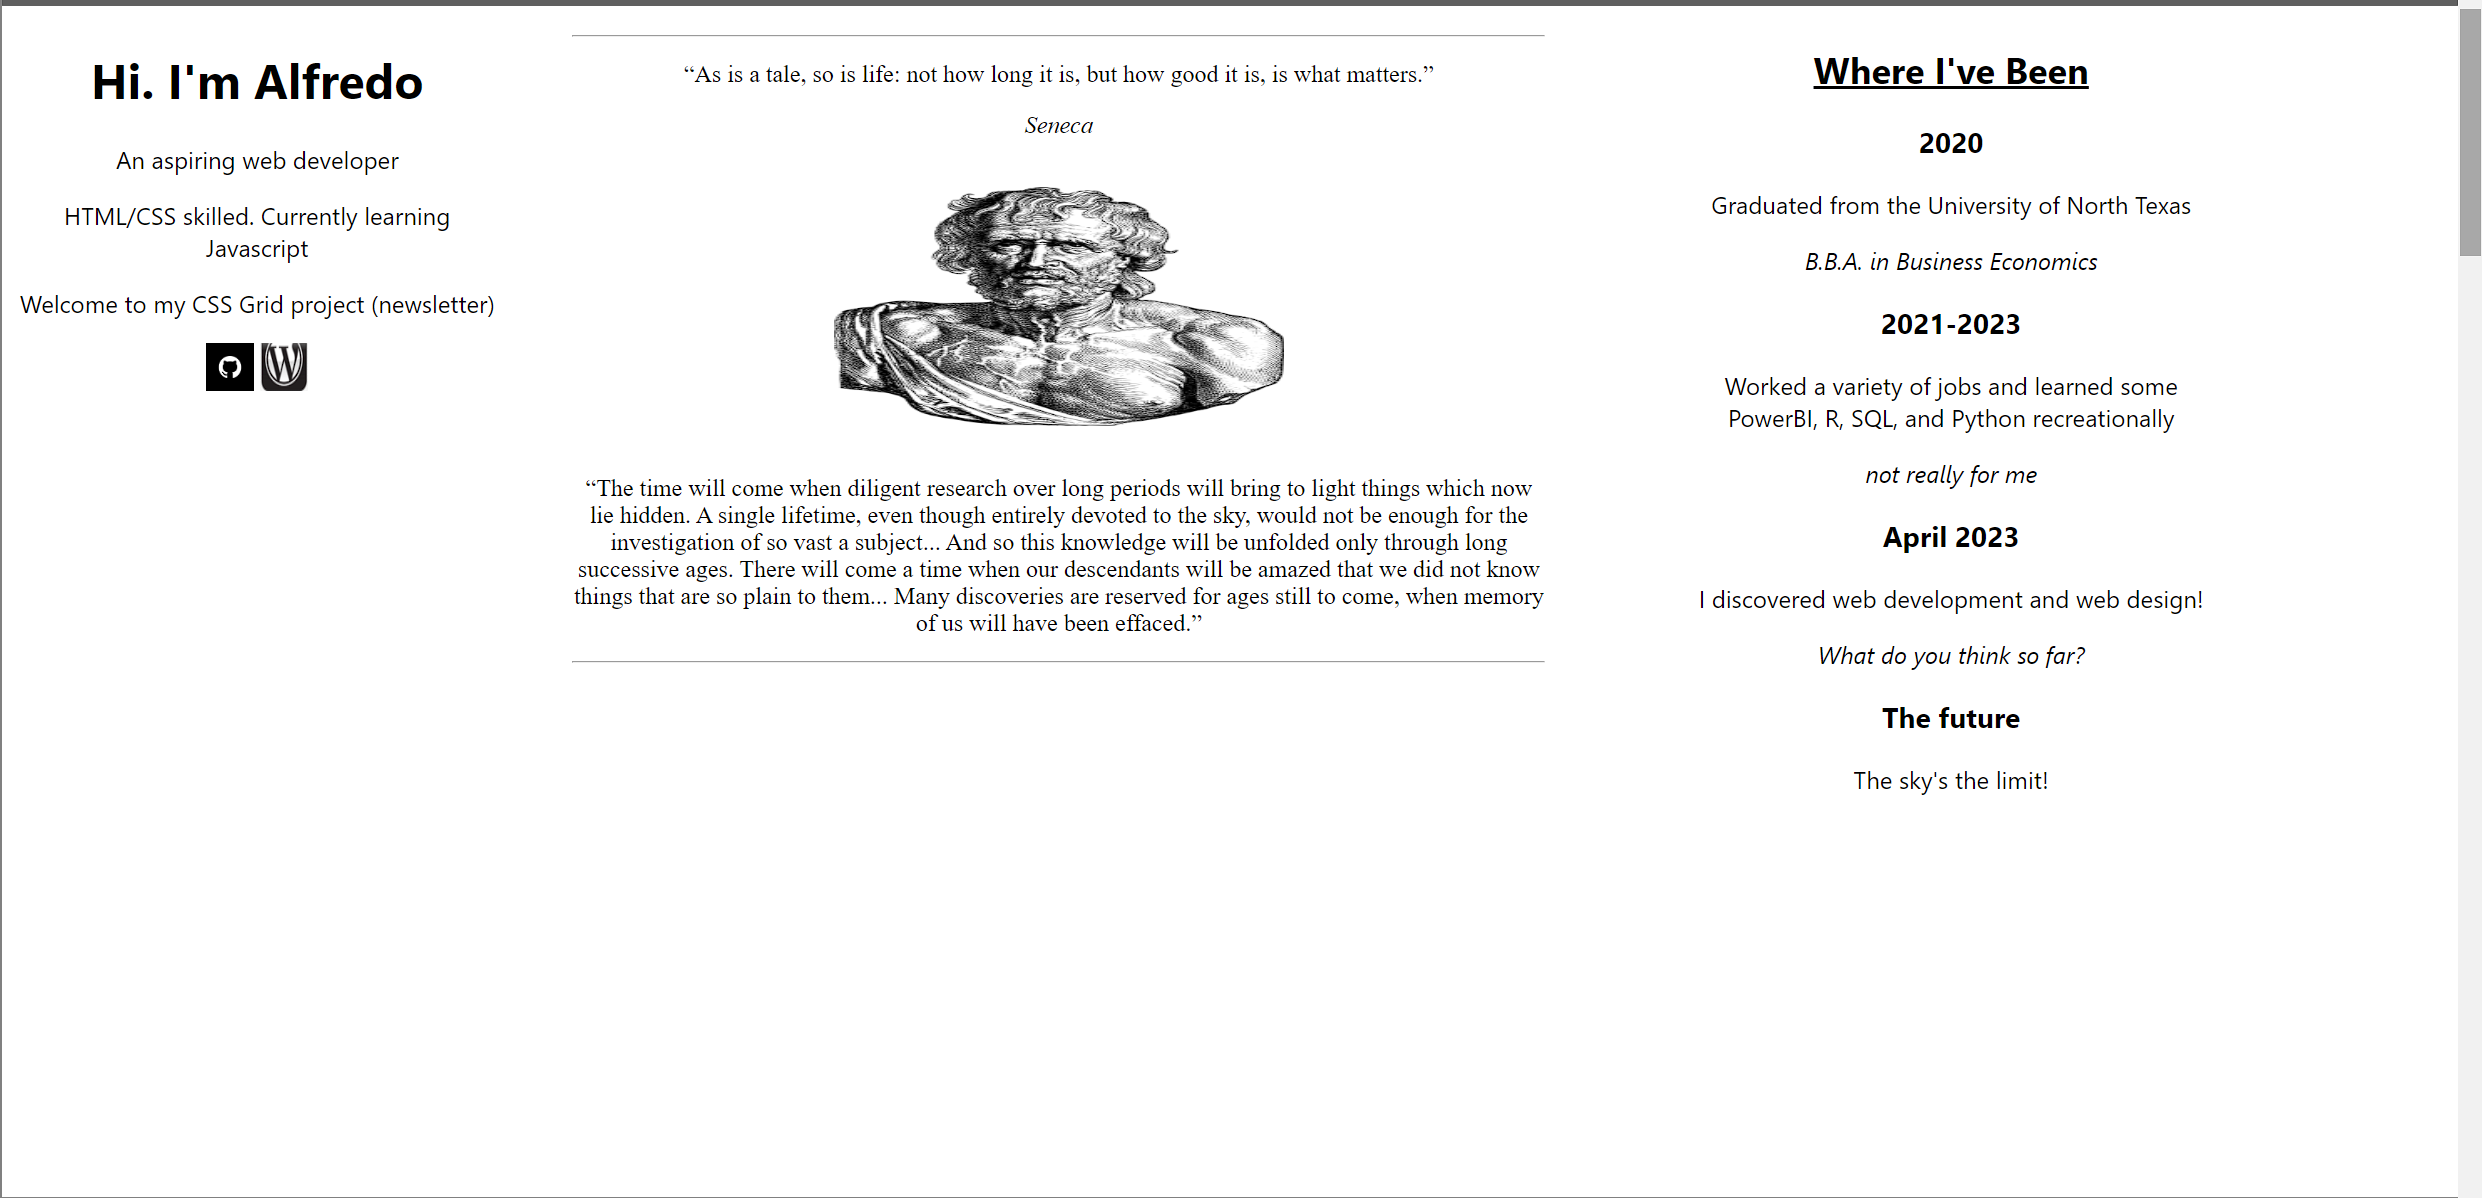 Hi. I'm Alfredo
An aspiring web developer
HTML/CSS skilled. Currently learning
Javascript
Welcome to my CSS Grid project (newsletter)
W
“As is a tale, so is life: not how long it is, but how good it is, is what matters.”
Seneca
“The time will come when diligent research over long periods will bring to light things which now
lie hidden. A single lifetime, even though entirely devoted to the sky, would not be enough for the
investigation of so vast a subject... And so this knowledge will be unfolded only through long
successive ages. There will come a time when our descendants will be amazed that we did not know
things that are so plain to them... Many discoveries are reserved for ages still to come, when memory
of us will have been effaced.”
Where I've Been
2020
Graduated from the University of North Texas
B.B.A. in Business Economics
2021-2023
Worked a variety of jobs and learned some
PowerBI, R, SQL, and Python recreationally
not really for me
April 2023
I discovered web development and web design!
What do you think so far?
The future
The sky's the limit!